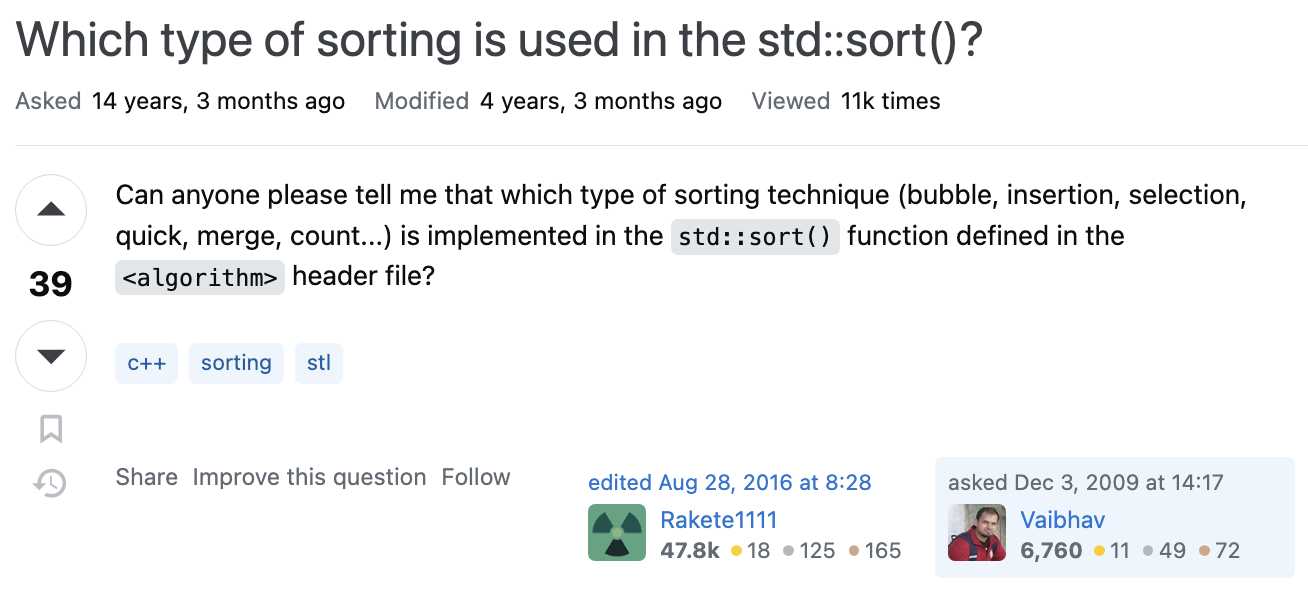 Which type of sorting is used in the std::sort()?
Asked 14 years, 3 months ago Modified 4 years, 3 months ago Viewed 11k times
Can anyone please tell me that which type of sorting technique (bubble, insertion, selection,
quick, merge, count...) is implemented in the std::sort() function defined in the
<algorithm> header file?
39
c++ sorting stl
Share Improve this question Follow
edited Aug 28, 2016 at 8:28
Rakete1111
47.8k 18 125 165
asked Dec 3, 2009 at 14:17
Vaibhav
6,760 11 49 72